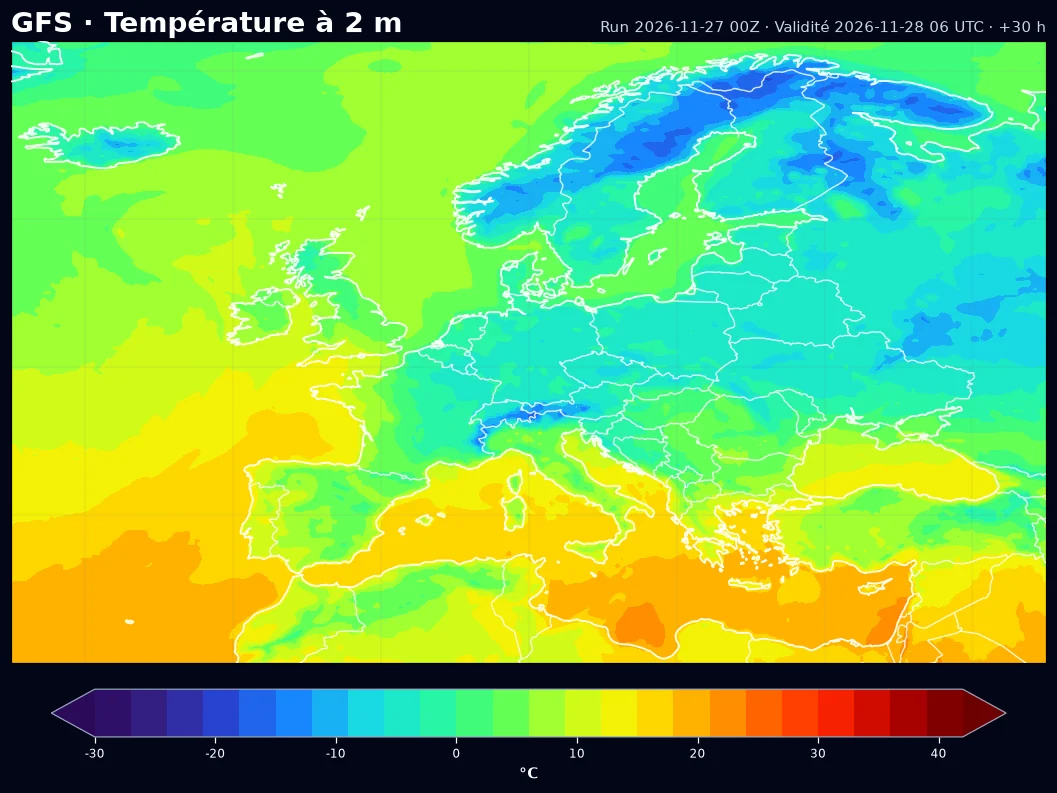 GFS · Température à 2 m
Run 2026-11-27 00Z · Validité 2026-11-28 06 UTC · +30 h
-30 -20 -10 0 10 20 30 40
°C